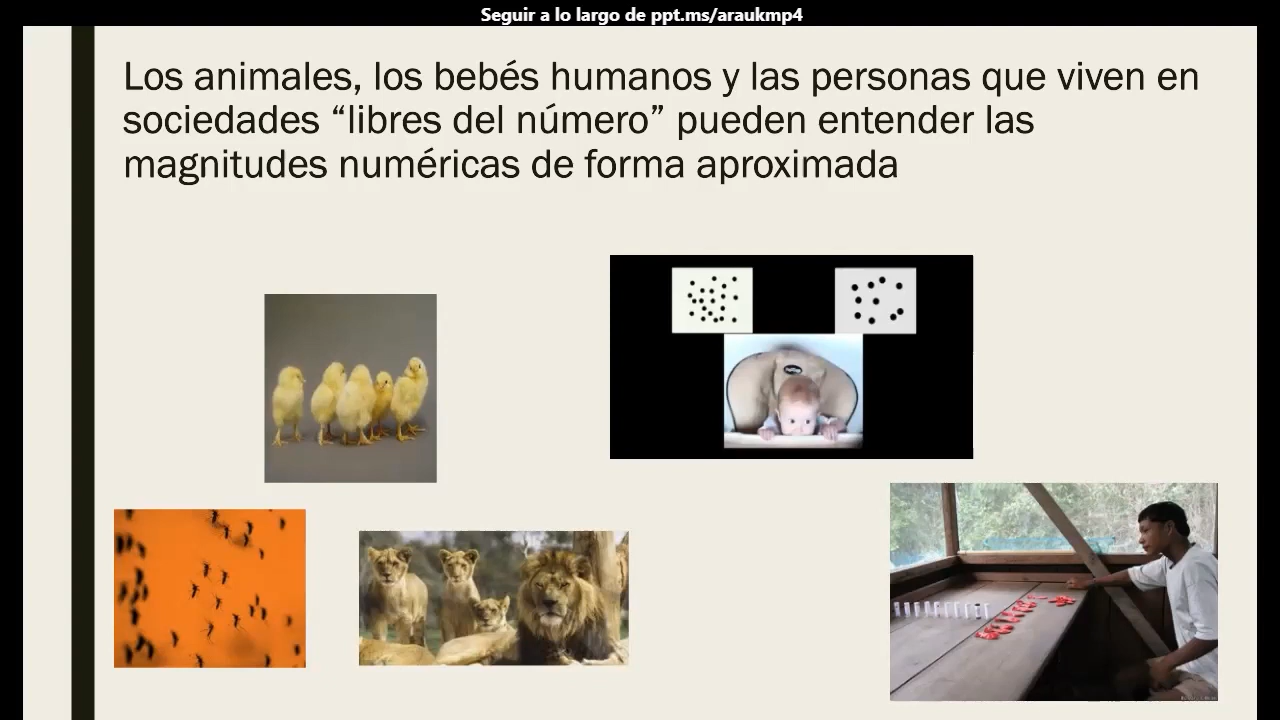 Seguir a lo largo de ppt.ms/araukmp4
Los animales, los bebés humanos y las personas que viven en
sociedades “libres del número” pueden entender las
magnitudes numéricas de forma aproximada